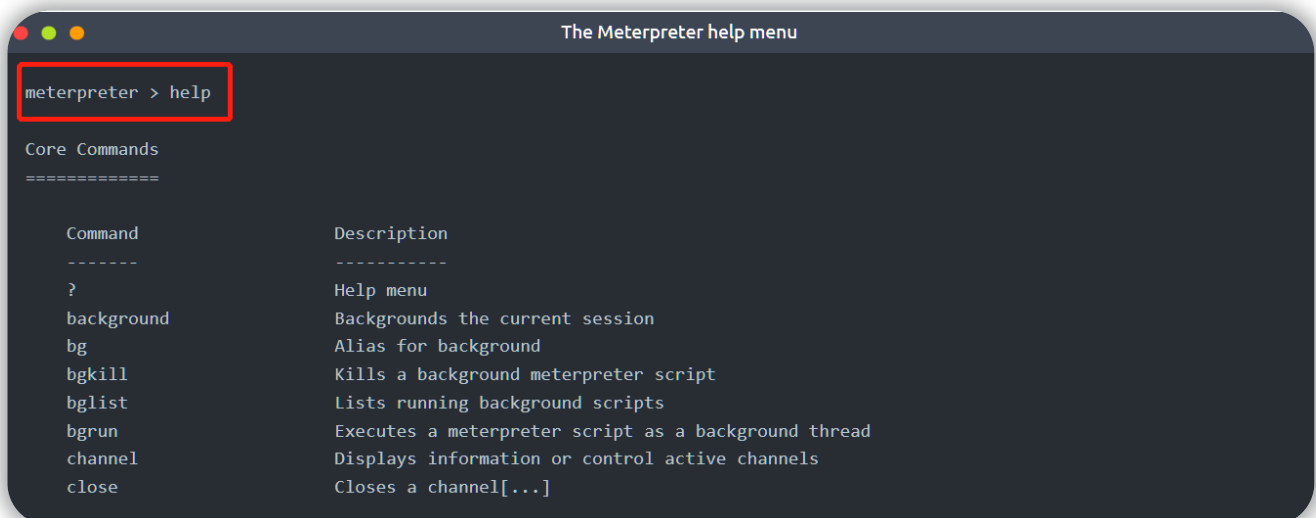 The Meterpreter help menu
meterpreter > help
Core Commands
=============
Command Description
------- -----------
? Help menu
background Backgrounds the current session
bg Alias for background
bgkill Kills a background meterpreter script
bglist Lists running background scripts
bgrun Executes a meterpreter script as a background thread
channel Displays information or control active channels
close Closes a channel[...]